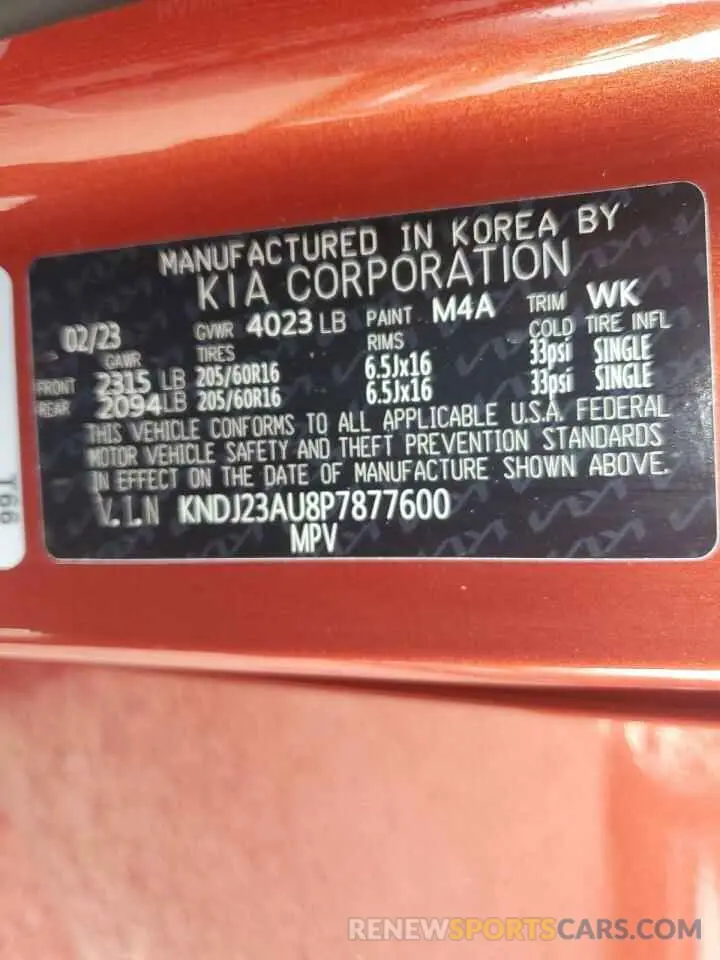 MANUFACTURED IN KOREA BY
KIA CORPORATION
02/23 GVWR 4023 LB PAINT M4A TRIM WK
GAWR TIRES RIMS COLD TIRE INFL
FRONT 2315 LB 205/60R16 6.5Jx16 33psi SINGLE
REAR 2094 LB 205/60R16 6.5Jx16 33psi SINGLE
THIS VEHICLE CONFORMS TO ALL APPLICABLE U.S.A. FEDERAL
MOTOR VEHICLE SAFETY AND THEFT PREVENTION STANDARDS
IN EFFECT ON THE DATE OF MANUFACTURE SHOWN ABOVE.
V.I.N KNDJ23AU8P7877600
MPV
T66
RENEWSPORTSCARS.COM